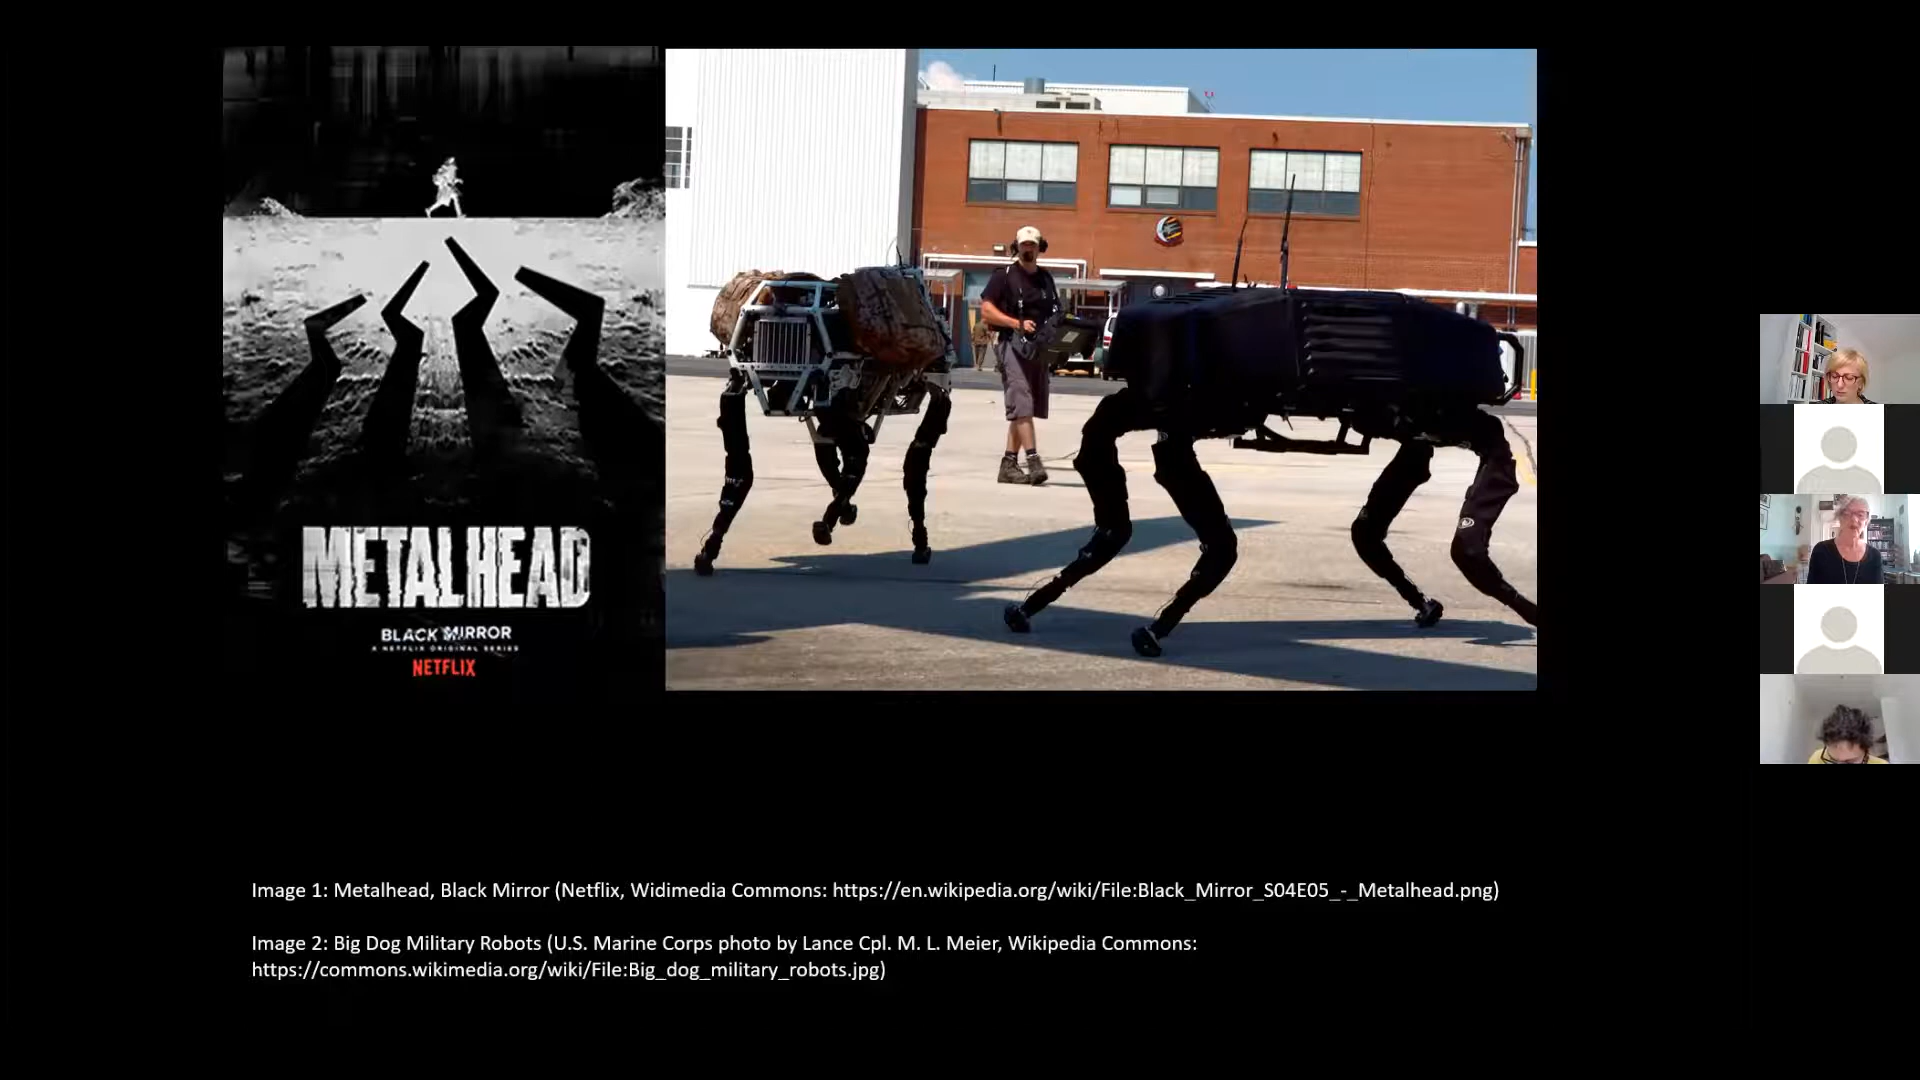 METALHEAD
BLACK MIRROR
A NETFLIX ORIGINAL SERIES
NETFLIX
Image 1: Metalhead, Black Mirror (Netflix, Widimedia Commons: https://en.wikipedia.org/wiki/File:Black_Mirror_S04E05_-_Metalhead.png)
Image 2: Big Dog Military Robots (U.S. Marine Corps photo by Lance Cpl. M. L. Meier, Wikipedia Commons:
https://commons.wikimedia.org/wiki/File:Big_dog_military_robots.jpg)